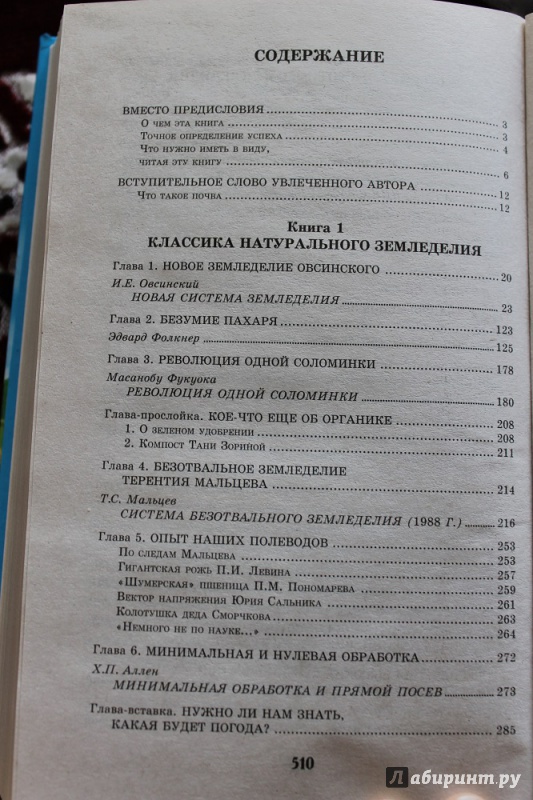 СОДЕРЖАНИЕ
ВМЕСТО ПРЕДИСЛОВИЯ 3
О чем эта книга 3
Точное определение успеха 4
Что нужно иметь в виду,
читая эту книгу 6
ВСТУПИТЕЛЬНОЕ СЛОВО УВЛЕЧЕННОГО АВТОРА 12
Что такое почва 12
Книга 1
КЛАССИКА НАТУРАЛЬНОГО ЗЕМЛЕДЕЛИЯ
Глава 1. НОВОЕ ЗЕМЛЕДЕЛИЕ ОВСИНСКОГО 20
И.Е. Овсинский
НОВАЯ СИСТЕМА ЗЕМЛЕДЕЛИЯ 23
Глава 2. БЕЗУМИЕ ПАХАРЯ 123
Эдвард Фолкнер 125
Глава 3. РЕВОЛЮЦИЯ ОДНОЙ СОЛОМИНКИ 178
Масанобу Фукуока
РЕВОЛЮЦИЯ ОДНОЙ СОЛОМИНКИ 180
Глава-прослойка. КОЕ-ЧТО ЕЩЕ ОБ ОРГАНИКЕ 208
1. О зеленом удобрении 208
2. Компост Тани Зориной 211
Глава 4. БЕЗОТВАЛЬНОЕ ЗЕМЛЕДЕЛИЕ
ТЕРЕНТИЯ МАЛЬЦЕВА 214
Т.С. Мальцев
СИСТЕМА БЕЗОТВАЛЬНОГО ЗЕМЛЕДЕЛИЯ (1988 Г.) 216
Глава 5. ОПЫТ НАШИХ ПОЛЕВОДОВ 253
По следам Мальцева 253
Гигантская рожь П.И. Левина 257
«Шумерская» пшеница П.М. Пономарева 259
Вектор напряжения Юрия Сальника 261
Колотушка деда Сморчкова 263
«Немного не по науке...» 264
Глава 6. МИНИМАЛЬНАЯ И НУЛЕВАЯ ОБРАБОТКА 272
Х.П. Аллен
МИНИМАЛЬНАЯ ОБРАБОТКА И ПРЯМОЙ ПОСЕВ 273
Глава-вставка. НУЖНО ЛИ НАМ ЗНАТЬ,
КАКАЯ БУДЕТ ПОГОДА? 285
510
Лабиринт.ру